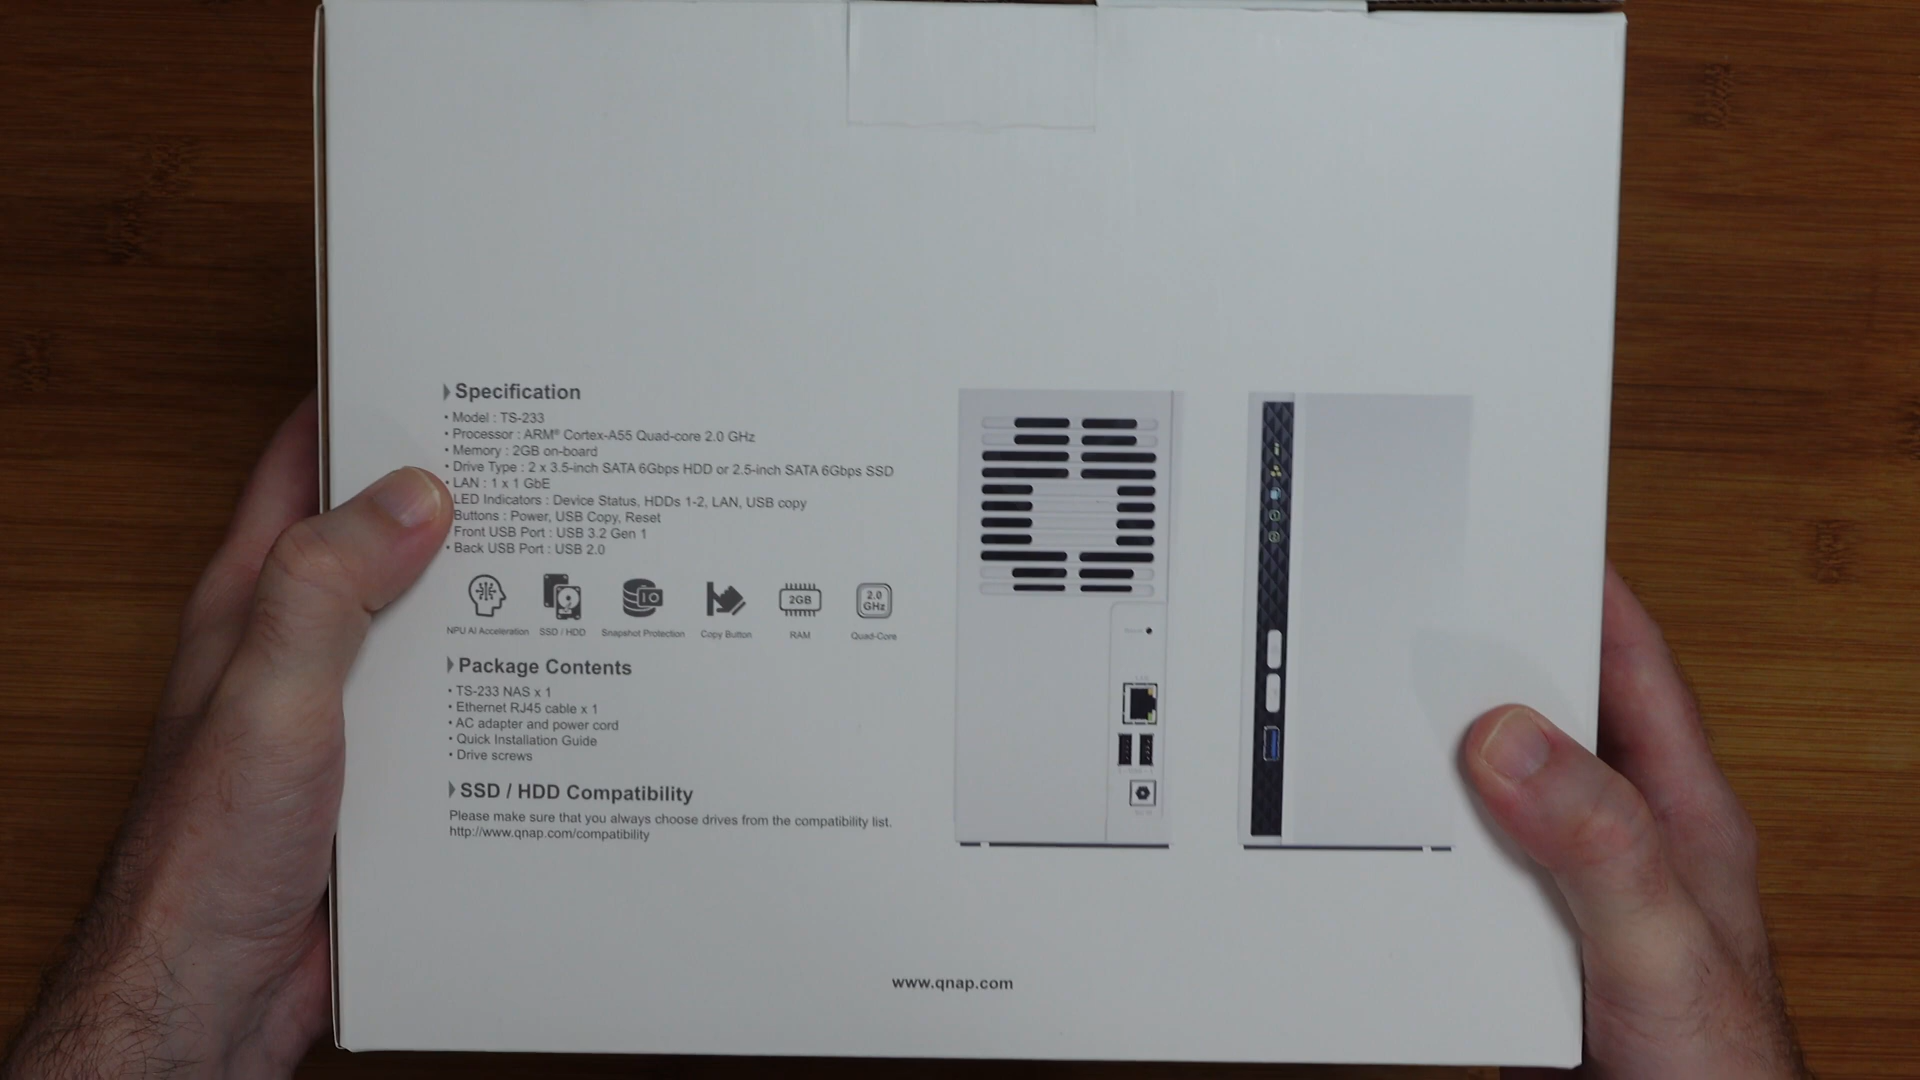 Specification
• Model : TS-233
• Processor : ARM® Cortex-A55 Quad-core 2.0 GHz
• Memory : 2GB on-board
• Drive Type : 2 x 3.5-inch SATA 6Gbps HDD or 2.5-inch SATA 6Gbps SSD
• LAN : 1 x 1 GbE
LED Indicators : Device Status, HDDs 1-2, LAN, USB copy
Buttons : Power, USB Copy, Reset
Front USB Port : USB 3.2 Gen 1
• Back USB Port : USB 2.0
2GB
2.0 GHz
NPU AI Acceleration
SSD / HDD
Snapshot Protection
Copy Button
RAM
Quad-Core
Package Contents
• TS-233 NAS x 1
• Ethernet RJ45 cable x 1
• AC adapter and power cord
• Quick Installation Guide
• Drive screws
SSD / HDD Compatibility
Please make sure that you always choose drives from the compatibility list.
http://www.qnap.com/compatibility
www.qnap.com